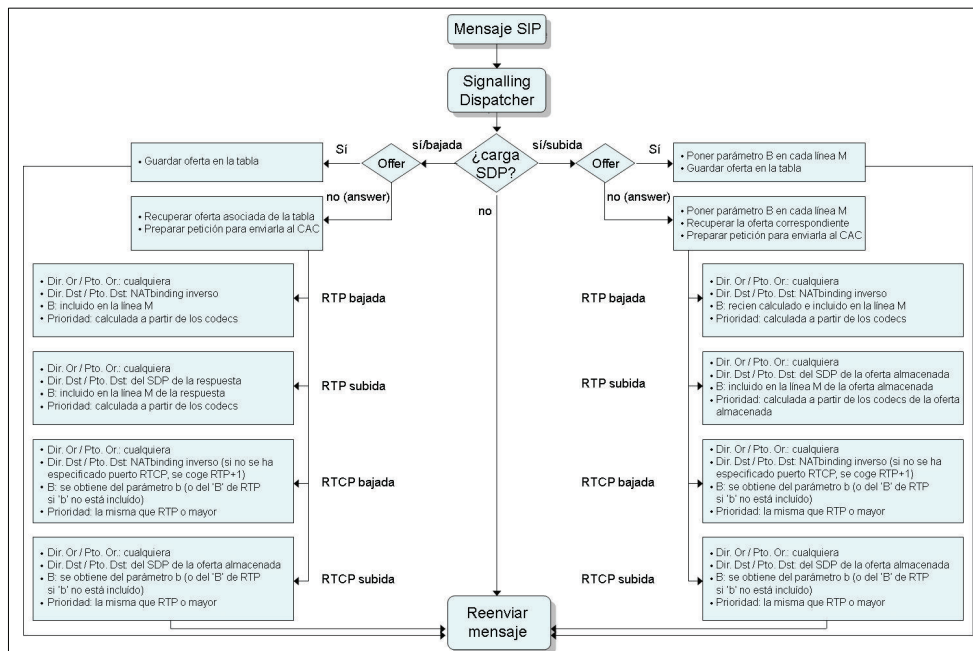 Mensaje SIP
Signalling
Dispatcher
¿carga
SDP?
sí/bajada
sí/subida
no
Offer
Sí
no (answer)
• Guardar oferta en la tabla
• Recuperar oferta asociada de la tabla
• Preparar petición para enviarla al CAC
RTP bajada
• Dir. Or / Pto. Or.: cualquiera
• Dir. Dst / Pto. Dst: NATbinding inverso
• B: incluido en la línea M
• Prioridad: calculada a partir de los codecs
RTP subida
• Dir. Or / Pto. Or.: cualquiera
• Dir. Dst / Pto. Dst: del SDP de la respuesta
• B: incluido en la línea M de la respuesta
• Prioridad: calculada a partir de los codecs
RTCP bajada
• Dir. Or / Pto. Or.: cualquiera
• Dir. Dst / Pto. Dst: NATbinding inverso (si no se ha
especificado puerto RTCP, se coge RTP+1)
• B: se obtiene del parámetro b (o del 'B' de RTP
si 'b' no está incluído)
• Prioridad: la misma que RTP o mayor
RTCP subida
• Dir. Or / Pto. Or.: cualquiera
• Dir. Dst / Pto. Dst: del SDP de la oferta almacenada
• B: se obtiene del parámetro b (o del 'B' de RTP
si 'b' no está incluído)
• Prioridad: la misma que RTP o mayor
Offer
Sí
no (answer)
• Poner parámetro B en cada línea M
• Guardar oferta en la tabla
• Poner parámetro B en cada línea M
• Recuperar la oferta correspondiente
• Preparar petición para enviarla al CAC
RTP bajada
• Dir. Or / Pto. Or.: cualquiera
• Dir. Dst / Pto. Dst: NATbinding inverso
• B: recien calculado e incluido en la línea M
• Prioridad: calculada a partir de los codecs
RTP subida
• Dir. Or / Pto. Or.: cualquiera
• Dir. Dst / Pto. Dst: del SDP de la oferta almacenada
• B: incluido en la línea M de la oferta almacenada
• Prioridad: calculada a partir de los codecs de la oferta
almacenada
RTCP bajada
• Dir. Or / Pto. Or.: cualquiera
• Dir. Dst / Pto. Dst: NATbinding inverso (si no se ha
especificado puerto RTCP, se coge RTP+1)
• B: se obtiene del parámetro b (o del 'B' de RTP
si 'b' no está incluído)
• Prioridad: la misma que RTP o mayor
RTCP subida
• Dir. Or / Pto. Or.: cualquiera
• Dir. Dst / Pto. Dst: del SDP de la oferta almacenada
• B: se obtiene del parámetro b (o del 'B' de RTP
si 'b' no está incluído)
• Prioridad: la misma que RTP o mayor
Reenviar
mensaje